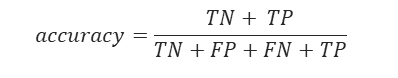 accuracy = TN + TP / TN + FP + FN + TP